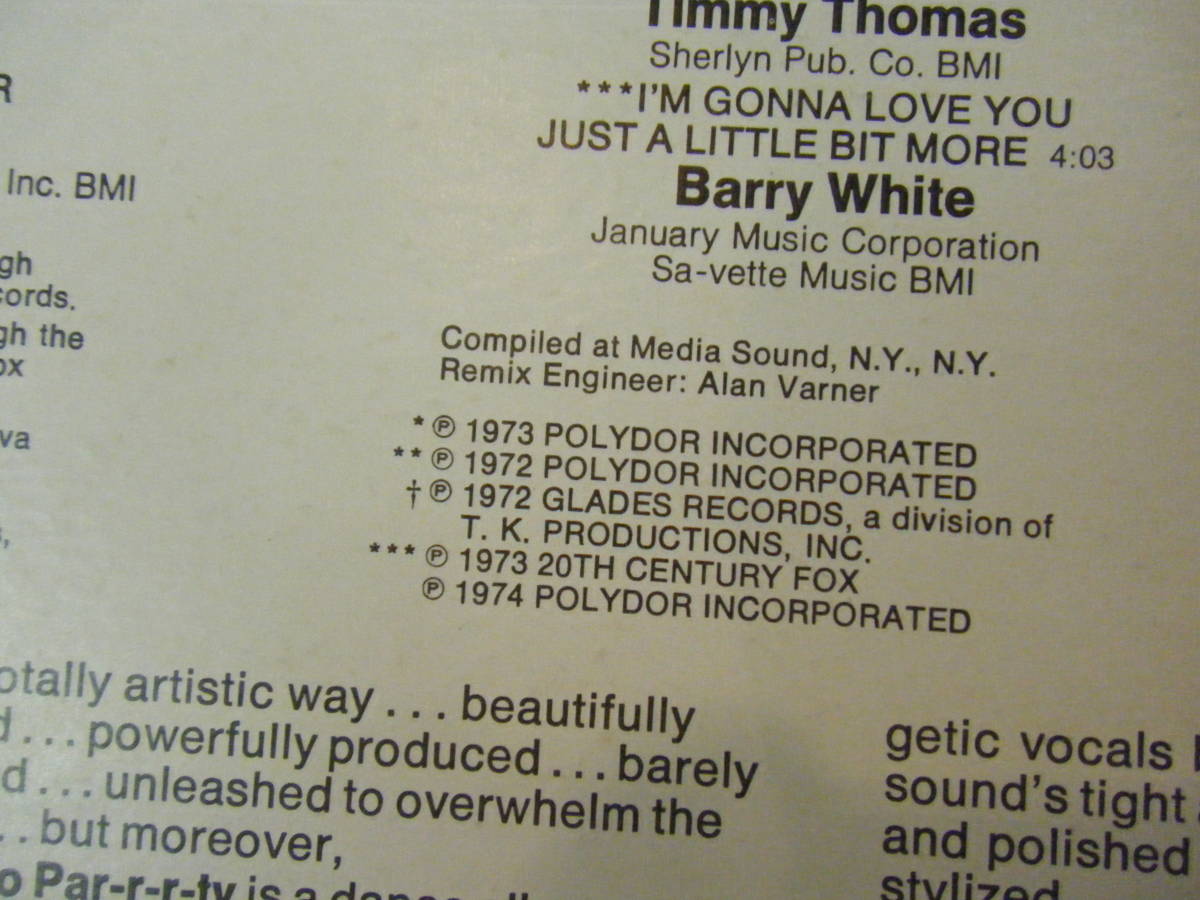 Timmy Thomas
Sherlyn Pub. Co. BMI
***I'M GONNA LOVE YOU
JUST A LITTLE BIT MORE 4:03
Barry White
January Music Corporation
Sa-vette Music BMI
R
Inc. BMI
gh
cords.
gh the
ox
va
Compiled at Media Sound, N.Y., N.Y.
Remix Engineer: Alan Varner
* ℗ 1973 POLYDOR INCORPORATED
** ℗ 1972 POLYDOR INCORPORATED
† ℗ 1972 GLADES RECORDS, a division of
T. K. PRODUCTIONS, INC.
*** ℗ 1973 20TH CENTURY FOX
℗ 1974 POLYDOR INCORPORATED
otally artistic way . . . beautifully
d . . . powerfully produced . . . barely
d . . . unleashed to overwhelm the
. . but moreover,
o Par-r-r-ty is a
getic vocals
sound's tight
and polished
stylized